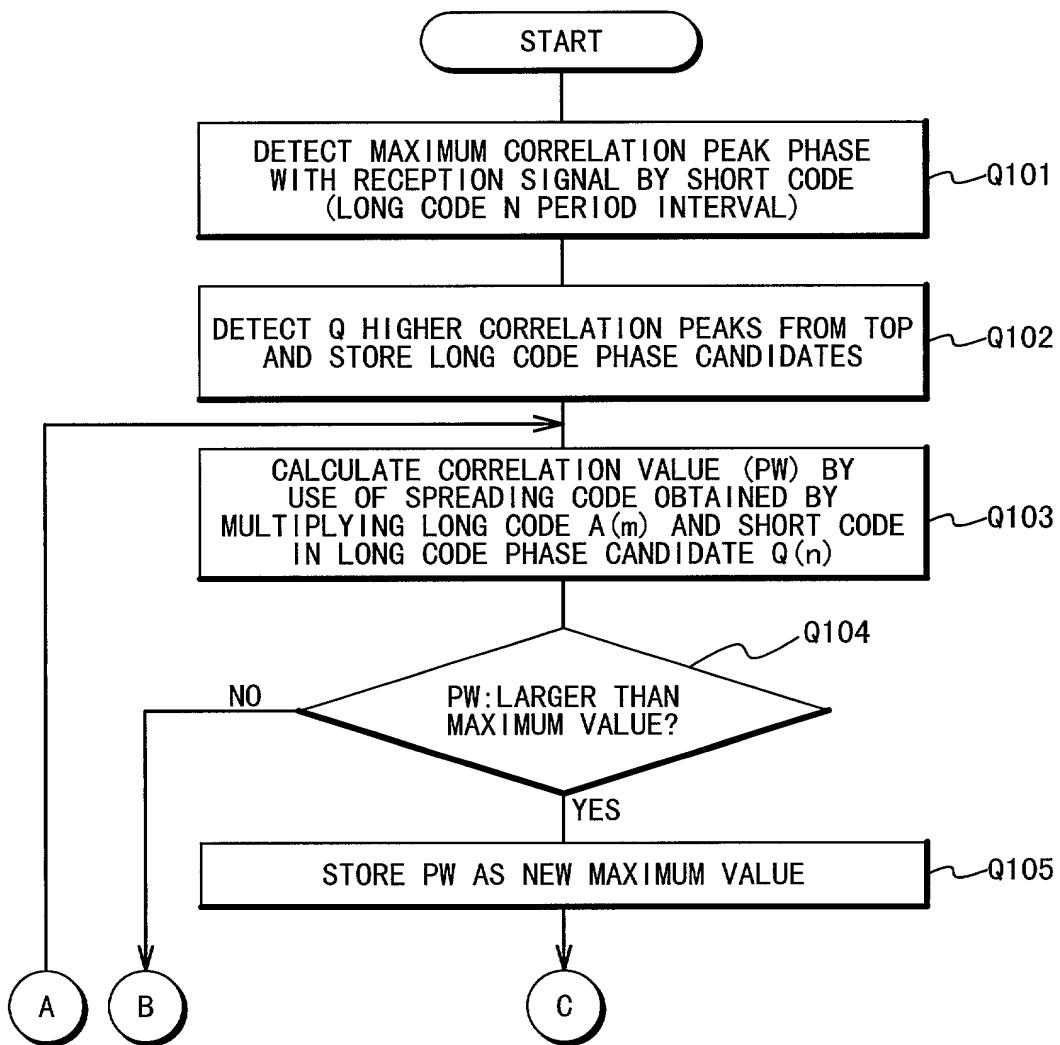 START
DETECT MAXIMUM CORRELATION PEAK PHASE
WITH RECEPTION SIGNAL BY SHORT CODE
(LONG CODE N PERIOD INTERVAL)
Q101
DETECT Q HIGHER CORRELATION PEAKS FROM TOP
AND STORE LONG CODE PHASE CANDIDATES
Q102
CALCULATE CORRELATION VALUE (PW) BY
USE OF SPREADING CODE OBTAINED BY
MULTIPLYING LONG CODE A(m) AND SHORT CODE
IN LONG CODE PHASE CANDIDATE Q(n)
Q103
Q104
PW:LARGER THAN
MAXIMUM VALUE?
NO
YES
STORE PW AS NEW MAXIMUM VALUE
Q105
A
B
C